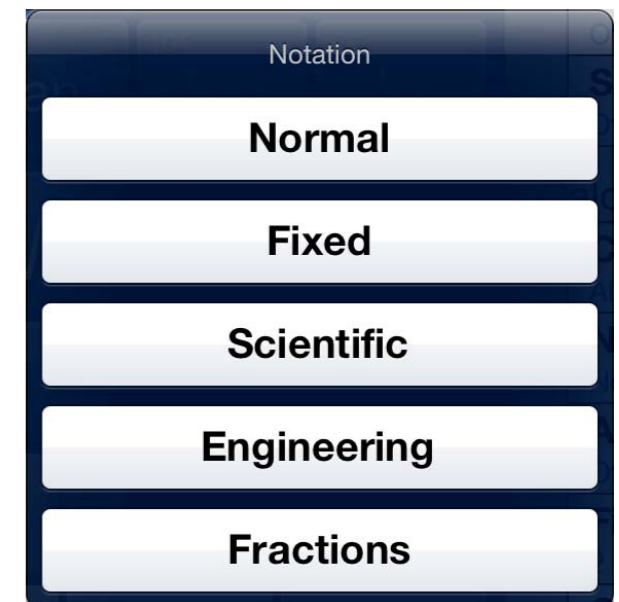 Notation
Normal
Fixed
Scientific
Engineering
Fractions